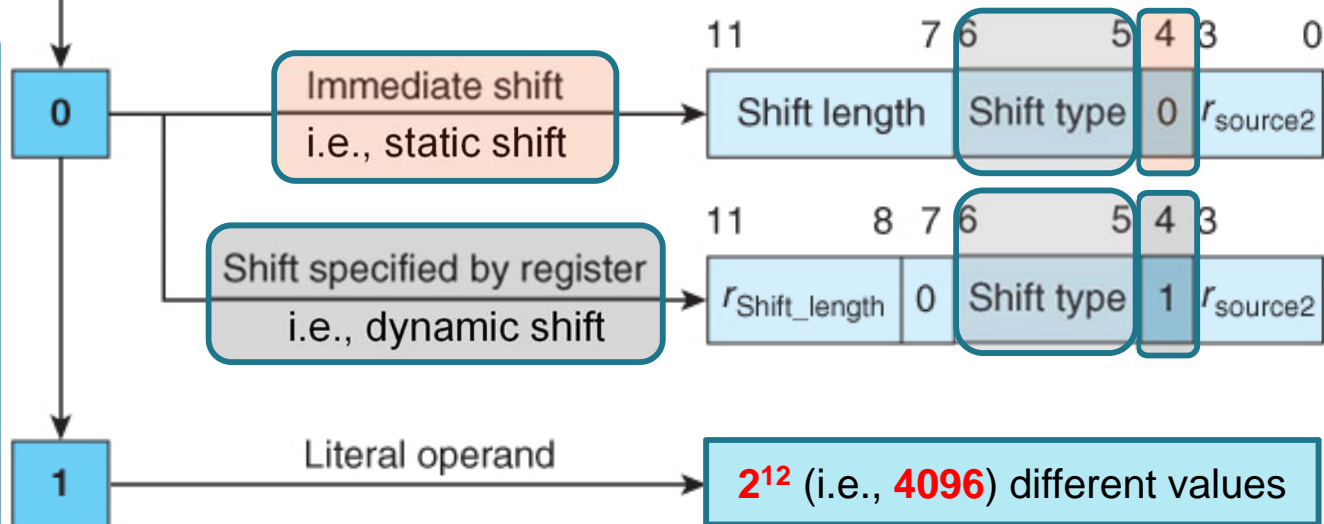 11 7 6 5 4 3 0
0 Immediate shift Shift length Shift type 0 rsource2
i.e., static shift
11 8 7 6 5 4 3
Shift specified by register rShift_length 0 Shift type 1 rsource2
i.e., dynamic shift
Literal operand
1 2¹² (i.e., 4096) different values